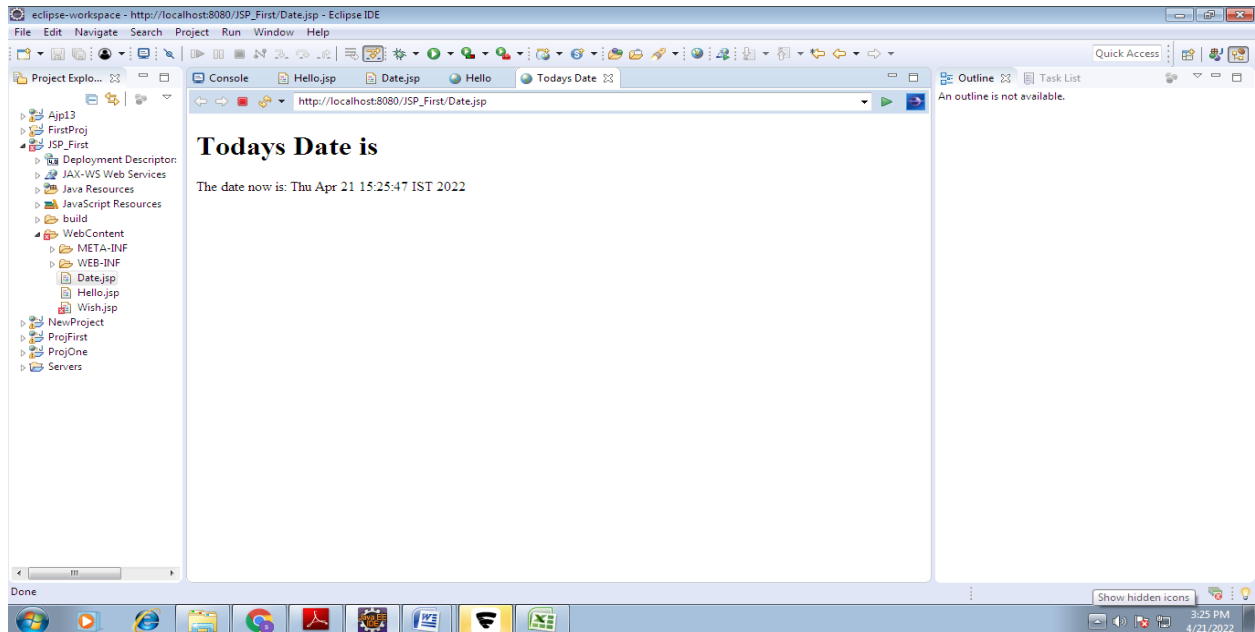 eclipse-workspace - http://localhost:8080/JSP_First/Date.jsp - Eclipse IDE
File Edit Navigate Search Project Run Window Help
Quick Access
Project Explo...
Console Hello.jsp Date.jsp Hello Todays Date
Outline Task List
http://localhost:8080/JSP_First/Date.jsp
An outline is not available.
Ajp13
FirstProj
JSP_First
Deployment Descriptor:
JAX-WS Web Services
Java Resources
JavaScript Resources
build
WebContent
META-INF
WEB-INF
Date.jsp
Hello.jsp
Wish.jsp
NewProject
ProjFirst
ProjOne
Servers
Todays Date is
The date now is: Thu Apr 21 15:25:47 IST 2022
Done
Show hidden icons
Java EE
IDE
3:25 PM
4/21/2022